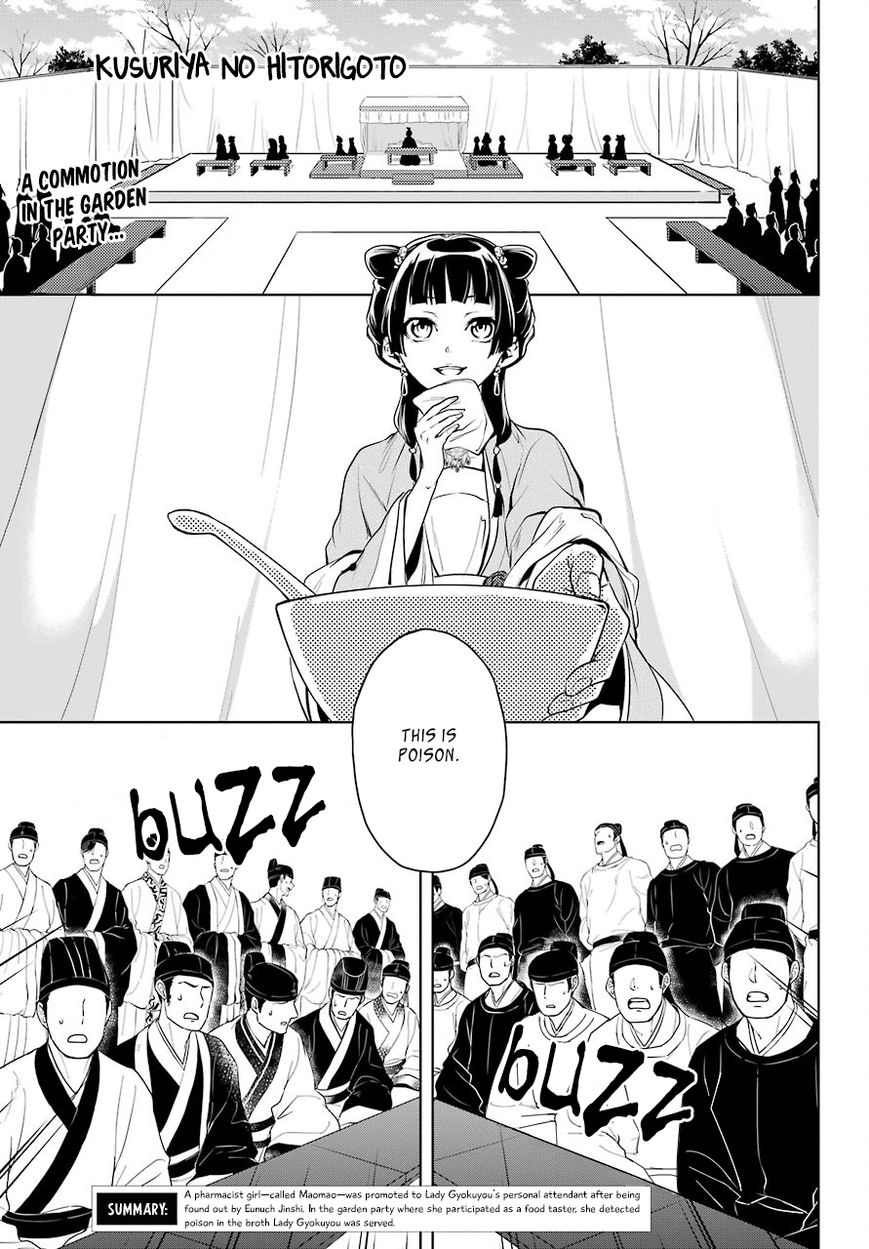 KUSURIYA NO HITORIGOTO
A COMMOTION
IN THE GARDEN
PARTY...
THIS IS
POISON.
buzz
buzz
SUMMARY:
A pharmacist girl—called Maomao—was promoted to Lady Gyokuyou's personal attendant after being
found out by Eunuch Jinshi. In the garden party where she participated as a food taster, she detected
poison in the broth Lady Gyokuyou was served.